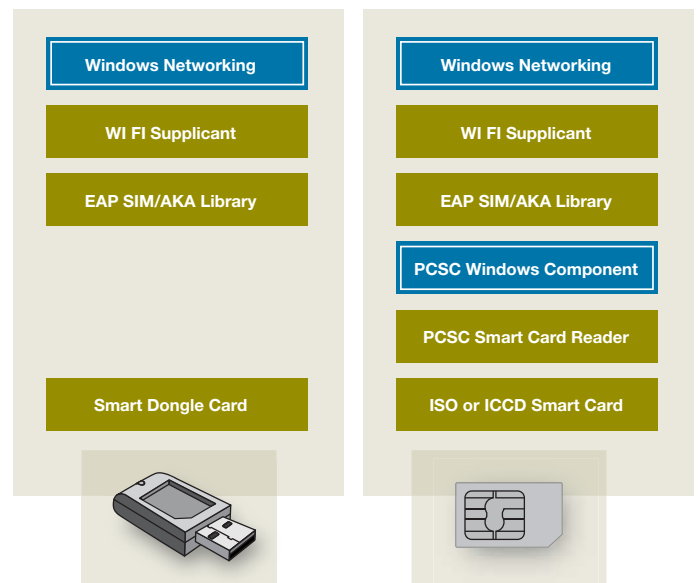 Windows Networking
WI FI Supplicant
EAP SIM/AKA Library
Smart Dongle Card
Windows Networking
WI FI Supplicant
EAP SIM/AKA Library
PCSC Windows Component
PCSC Smart Card Reader
ISO or ICCD Smart Card